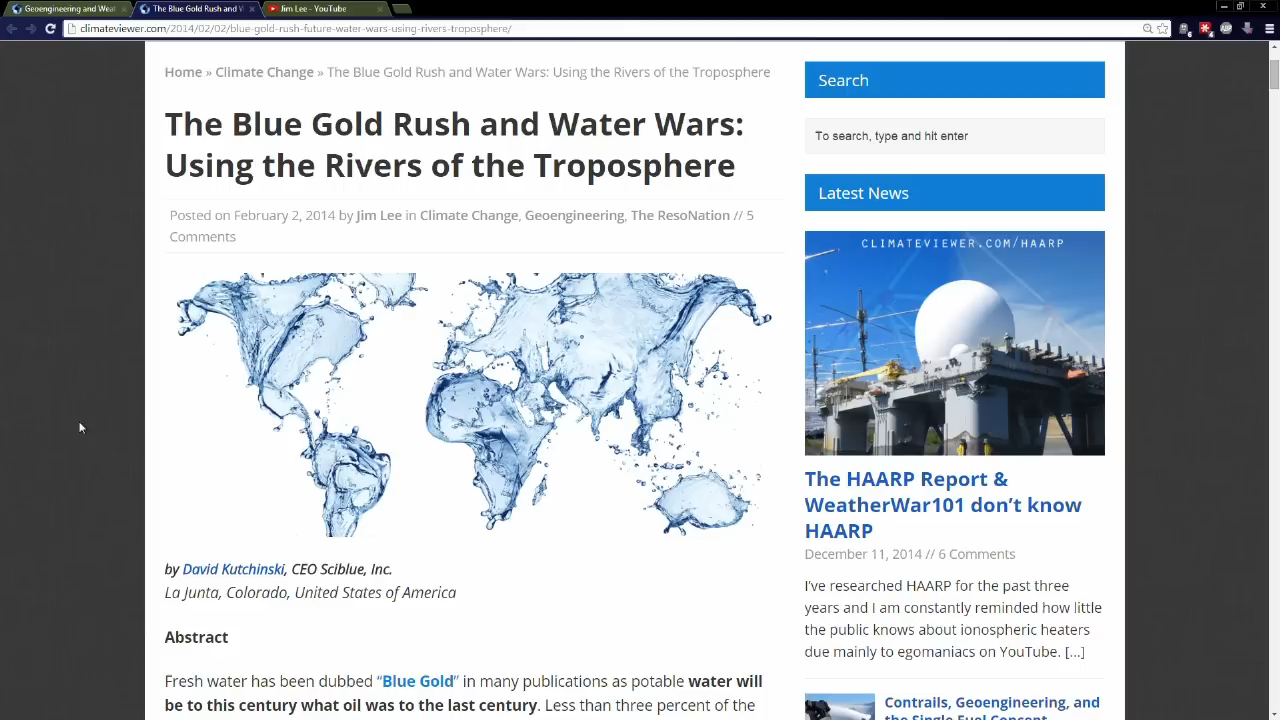 Geoengineering and Weat
The Blue Gold Rush and W
Jim Lee - YouTube
climateviewer.com/2014/02/02/blue-gold-rush-future-water-wars-using-rivers-troposphere/
Home » Climate Change » The Blue Gold Rush and Water Wars: Using the Rivers of the Troposphere
The Blue Gold Rush and Water Wars:
Using the Rivers of the Troposphere
Posted on February 2, 2014 by Jim Lee in Climate Change, Geoengineering, The ResoNation // 5
Comments
by David Kutchinski, CEO Sciblue, Inc.
La Junta, Colorado, United States of America
Abstract
Fresh water has been dubbed “Blue Gold” in many publications as potable water will
be to this century what oil was to the last century. Less than three percent of the
Search
To search, type and hit enter
Latest News
CLIMATEVIEWER.COM/HAARP
The HAARP Report &
WeatherWar101 don’t know
HAARP
December 11, 2014 // 6 Comments
I’ve researched HAARP for the past three
years and I am constantly reminded how little
the public knows about ionospheric heaters
due mainly to egomaniacs on YouTube. [...]
Contrails, Geoengineering, and
the Single Fuel Concept